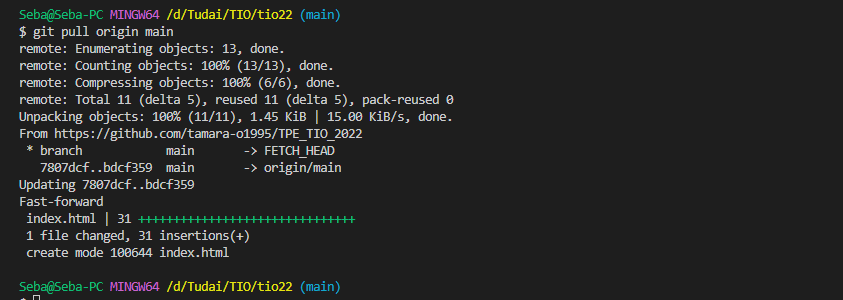 Seba@Seba-PC MINGW64 /d/Tudai/TIO/tio22 (main)
$ git pull origin main
remote: Enumerating objects: 13, done.
remote: Counting objects: 100% (13/13), done.
remote: Compressing objects: 100% (6/6), done.
remote: Total 11 (delta 5), reused 11 (delta 5), pack-reused 0
Unpacking objects: 100% (11/11), 1.45 KiB | 15.00 KiB/s, done.
From https://github.com/tamara-o1995/TPE_TIO_2022
 * branch            main       -> FETCH_HEAD
   7807dcf..bdcf359  main       -> origin/main
Updating 7807dcf..bdcf359
Fast-forward
 index.html | 31 +++++++++++++++++++++++++++++++
 1 file changed, 31 insertions(+)
 create mode 100644 index.html
Seba@Seba-PC MINGW64 /d/Tudai/TIO/tio22 (main)
$